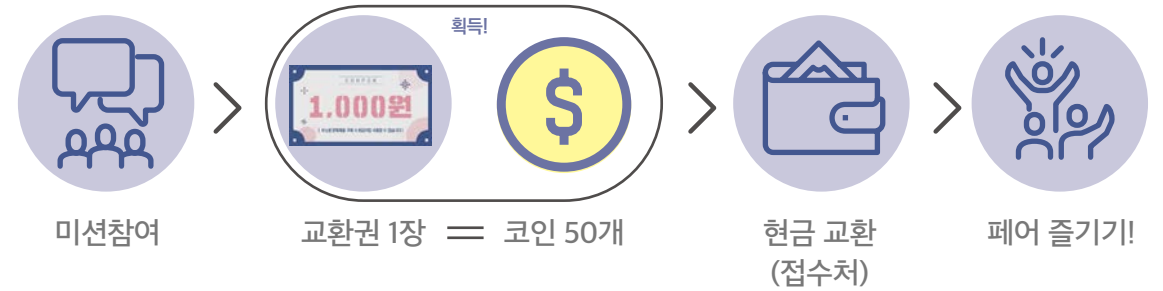 획득!
COUPON
1,000원
$
미션참여
교환권 1장 = 코인 50개
현금 교환
(접수처)
페어 즐기기!